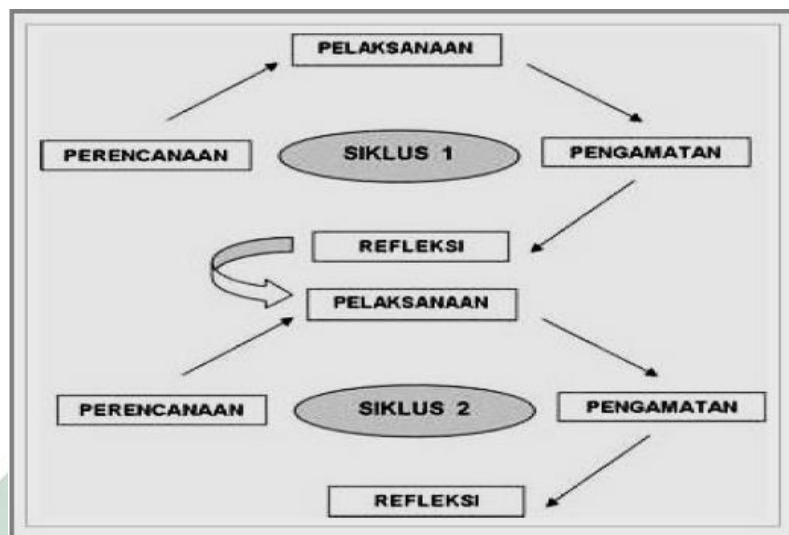 PELAKSANAAN
PERENCANAAN
SIKLUS 1
PENGAMATAN
REFLEKSI
PELAKSANAAN
PERENCANAAN
SIKLUS 2
PENGAMATAN
REFLEKSI